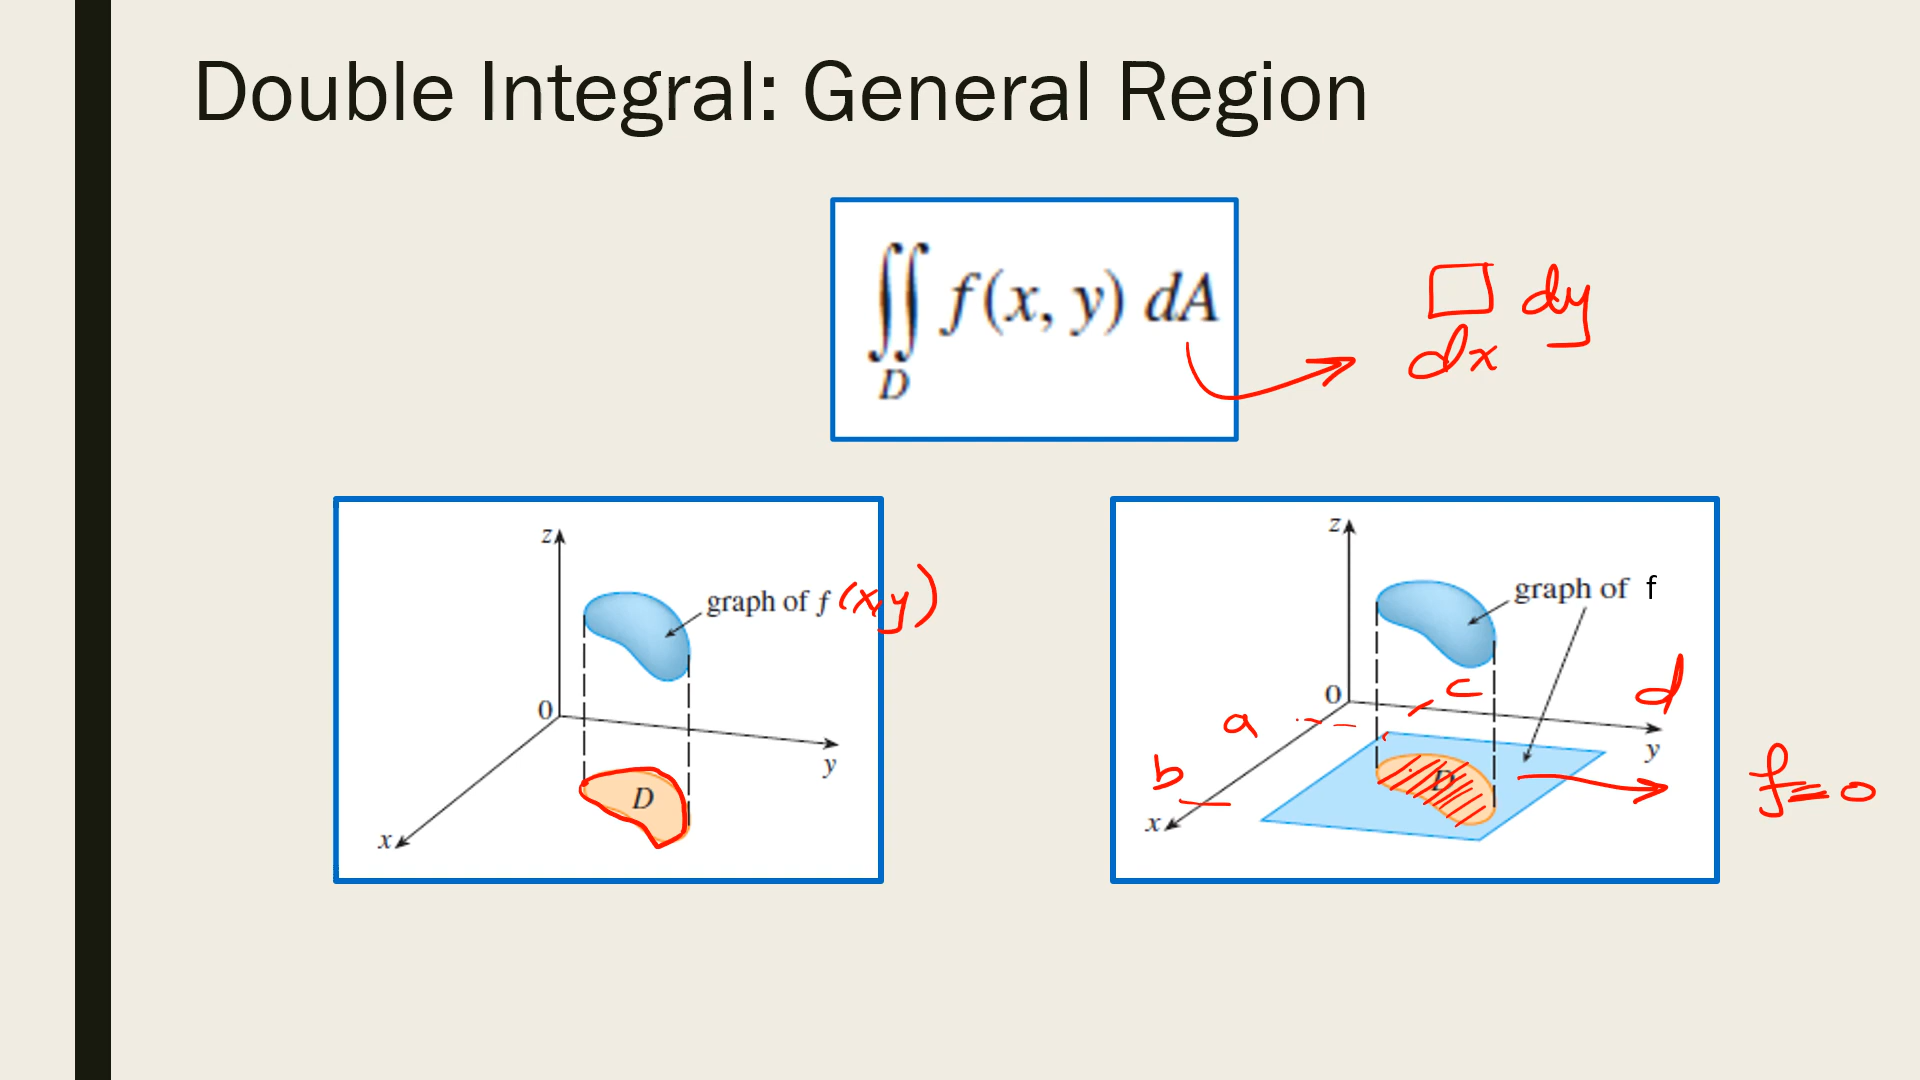 Double Integral: General Region
∬ f(x, y) dA
D
dy
dx
z
graph of f (x,y)
0
y
D
x
z
graph of f
c
d
0
a
y
b
D
f=0
x